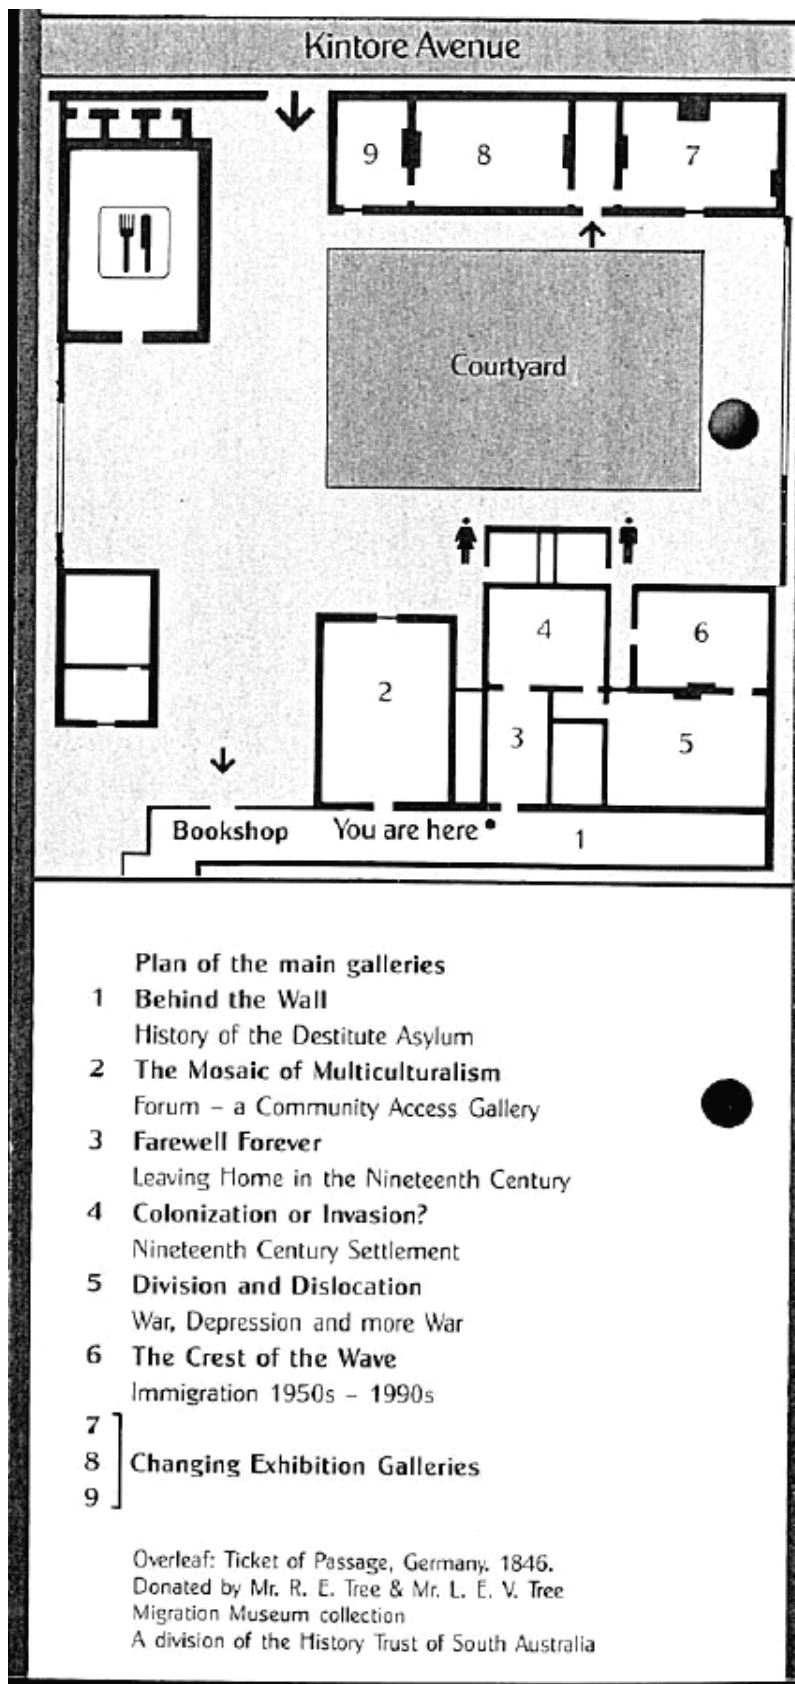 Kintore Avenue
9
8
7
Courtyard
4
6
2
3
5
Bookshop
You are here
1
Plan of the main galleries
1 Behind the Wall
History of the Destitute Asylum
2 The Mosaic of Multiculturalism
Forum – a Community Access Gallery
3 Farewell Forever
Leaving Home in the Nineteenth Century
4 Colonization or Invasion?
Nineteenth Century Settlement
5 Division and Dislocation
War, Depression and more War
6 The Crest of the Wave
Immigration 1950s – 1990s
7
8 Changing Exhibition Galleries
9
Overleaf: Ticket of Passage, Germany. 1846.
Donated by Mr. R. E. Tree & Mr. L. E. V. Tree
Migration Museum collection
A division of the History Trust of South Australia